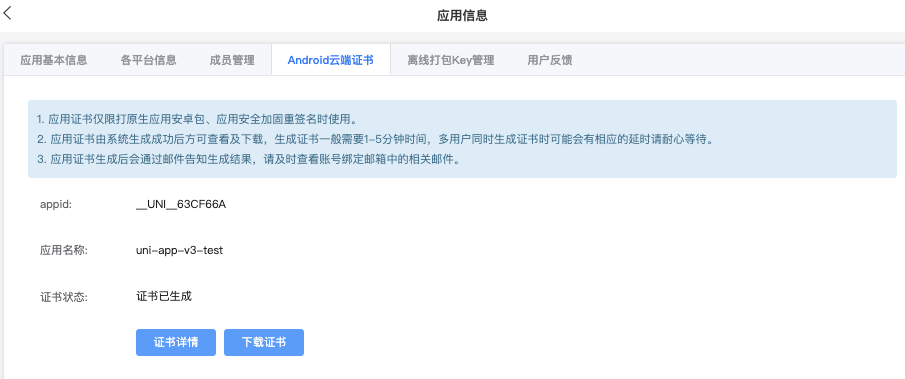 应用信息
应用基本信息 各平台信息 成员管理 Android云端证书 离线打包Key管理 用户反馈
1. 应用证书仅限打原生应用安卓包、应用安全加固重签名时使用。
2. 应用证书由系统生成成功后方可查看及下载，生成证书一般需要1-5分钟时间，多用户同时生成证书时可能会有相应的延时请耐心等待。
3. 应用证书生成后会通过邮件告知生成结果，请及时查看账号绑定邮箱中的相关邮件。
appid: __UNI__63CF66A
应用名称: uni-app-v3-test
证书状态: 证书已生成
证书详情 下载证书